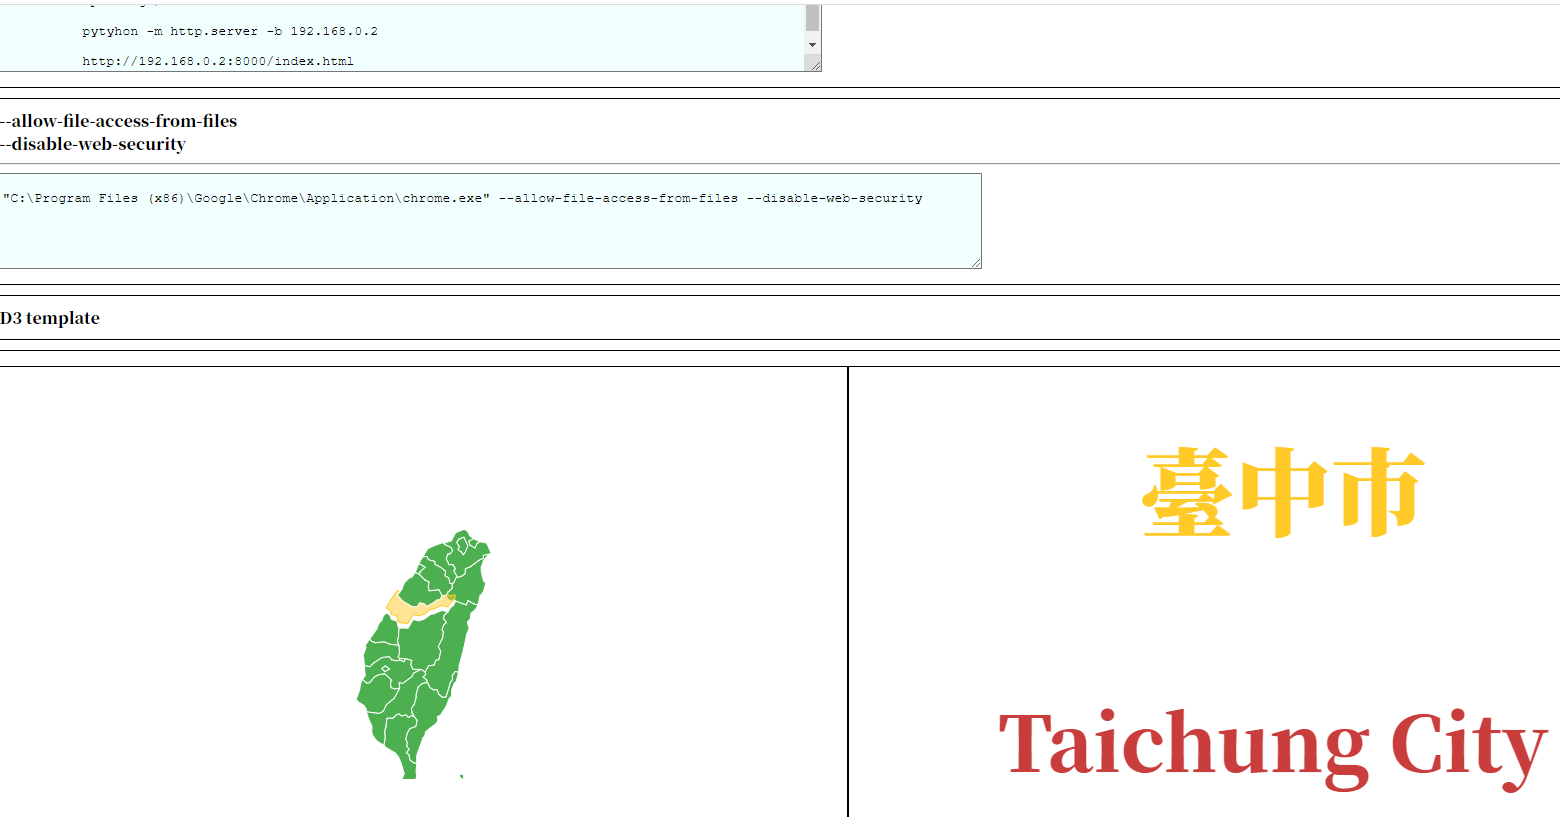 pytyhon -m http.server -b 192.168.0.2
http://192.168.0.2:8000/index.html
--allow-file-access-from-files
--disable-web-security
"C:\Program Files (x86)\Google\Chrome\Application\chrome.exe" --allow-file-access-from-files --disable-web-security
D3 template
臺中市
Taichung City